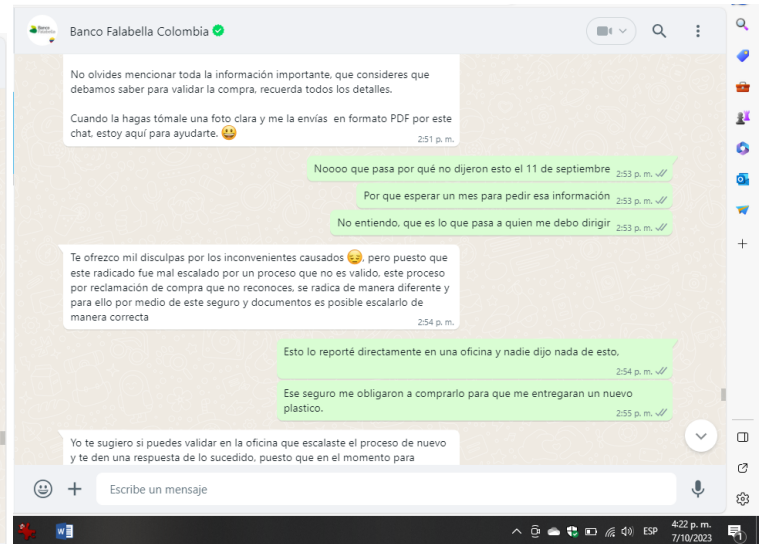 Banco Falabella Colombia
No olvides mencionar toda la información importante, que consideres que
debamos saber para validar la compra, recuerda todos los detalles.
Cuando la hagas tómale una foto clara y me la envías en formato PDF por este
chat, estoy aquí para ayudarte.
2:51 p. m.
Noooo que pasa por qué no dijeron esto el 11 de septiembre 2:53 p. m.
Por que esperar un mes para pedir esa información 2:53 p. m.
No entiendo, que es lo que pasa a quien me debo dirigir 2:53 p. m.
Te ofrezco mil disculpas por los inconvenientes causados , pero puesto que
este radicado fue mal escalado por un proceso que no es valido, este proceso
por reclamación de compra que no reconoces, se radica de manera diferente y
para ello por medio de este seguro y documentos es posible escalarlo de
manera correcta
2:54 p. m.
Esto lo reporté directamente en una oficina y nadie dijo nada de esto,
2:54 p. m.
Ese seguro me obligaron a comprarlo para que me entregaran un nuevo
plastico.
2:55 p. m.
Yo te sugiero si puedes validar en la oficina que escalaste el proceso de nuevo
y te den una respuesta de lo sucedido, puesto que en el momento para
Escribe un mensaje
ESP
4:22 p. m.
7/10/2023